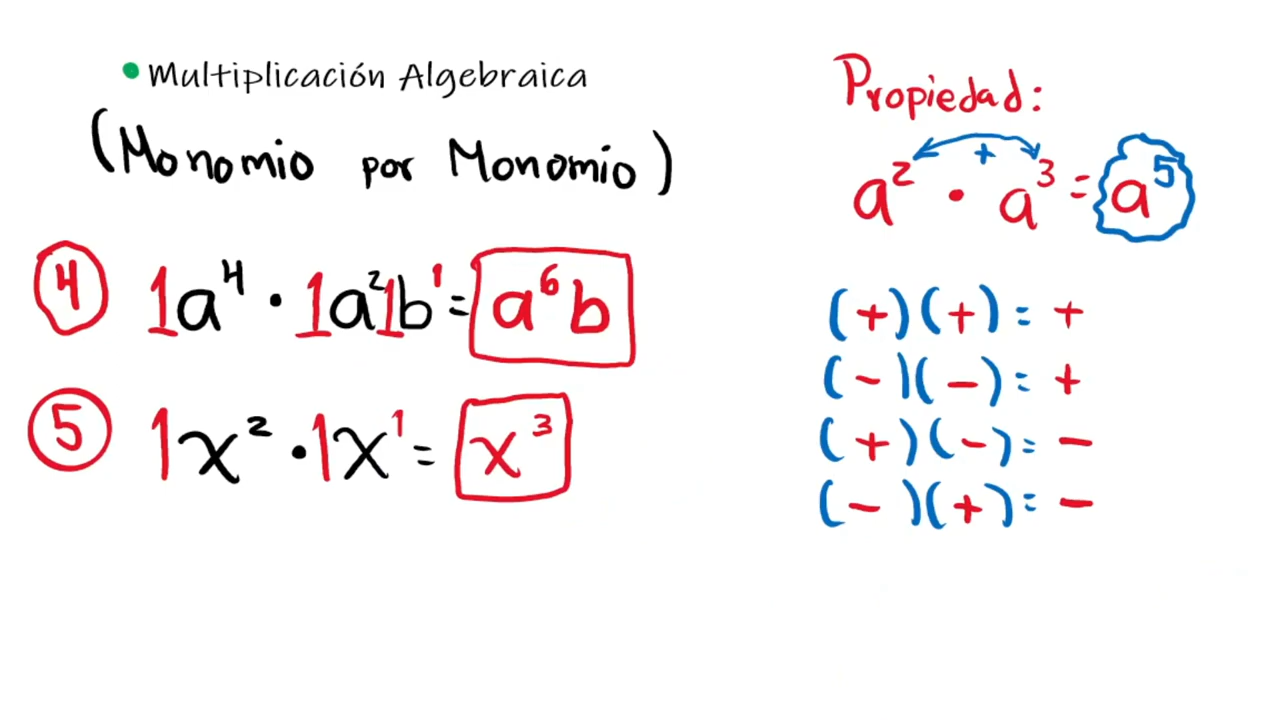 • Multiplicación Algebraica
(Monomio por Monomio)
④ 1a⁴ · 1a²1b¹ = a⁶b
⑤ 1x² · 1x¹ = x³
Propiedad:
+
a² · a³ = a⁵
(+)(+) = +
(-)(-) = +
(+)(-) = -
(-)(+) = -